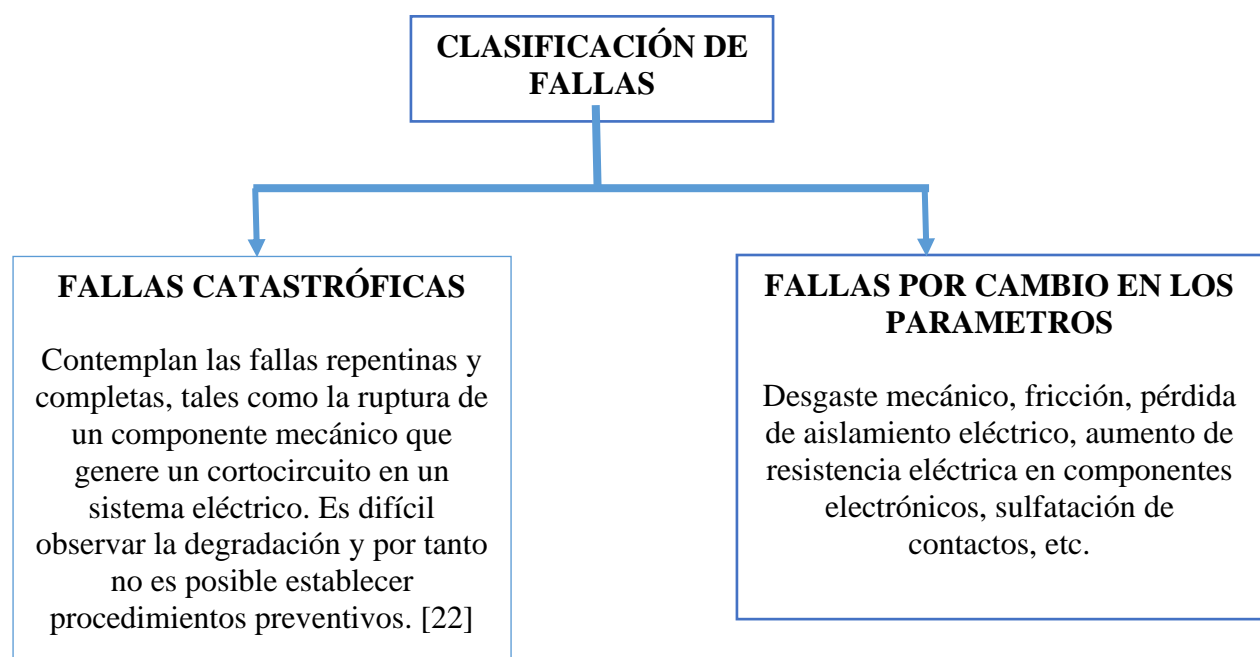 CLASIFICACIÓN DE
FALLAS
FALLAS CATASTRÓFICAS
Contemplan las fallas repentinas y
completas, tales como la ruptura de
un componente mecánico que
genere un cortocircuito en un
sistema eléctrico. Es difícil
observar la degradación y por tanto
no es posible establecer
procedimientos preventivos. [22]
FALLAS POR CAMBIO EN LOS
PARAMETROS
Desgaste mecánico, fricción, pérdida
de aislamiento eléctrico, aumento de
resistencia eléctrica en componentes
electrónicos, sulfatación de
contactos, etc.